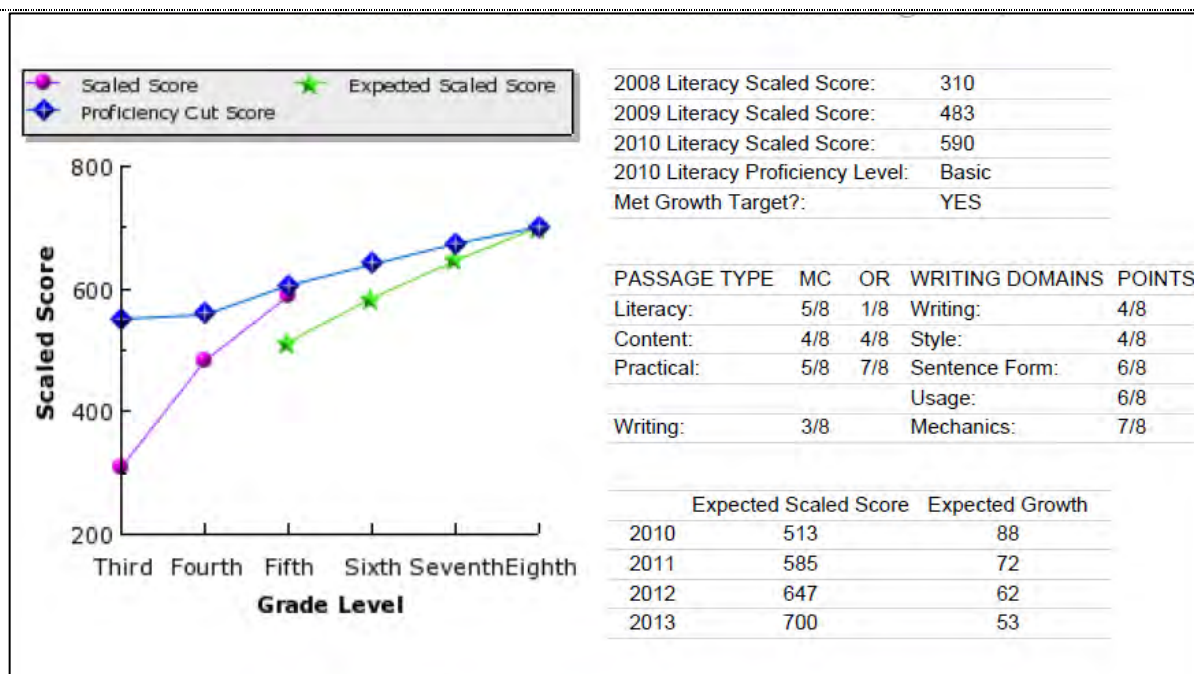 Scaled Score Expected Scaled Score
Proficiency Cut Score
800
600
400
200
Scaled Score
Third Fourth Fifth Sixth Seventh Eighth
Grade Level
2008 Literacy Scaled Score: 310
2009 Literacy Scaled Score: 483
2010 Literacy Scaled Score: 590
2010 Literacy Proficiency Level: Basic
Met Growth Target?: YES
PASSAGE TYPE MC OR WRITING DOMAINS POINTS
Literacy: 5/8 1/8 Writing: 4/8
Content: 4/8 4/8 Style: 4/8
Practical: 5/8 7/8 Sentence Form: 6/8
Usage: 6/8
Writing: 3/8 Mechanics: 7/8
Expected Scaled Score Expected Growth
2010 513 88
2011 585 72
2012 647 62
2013 700 53